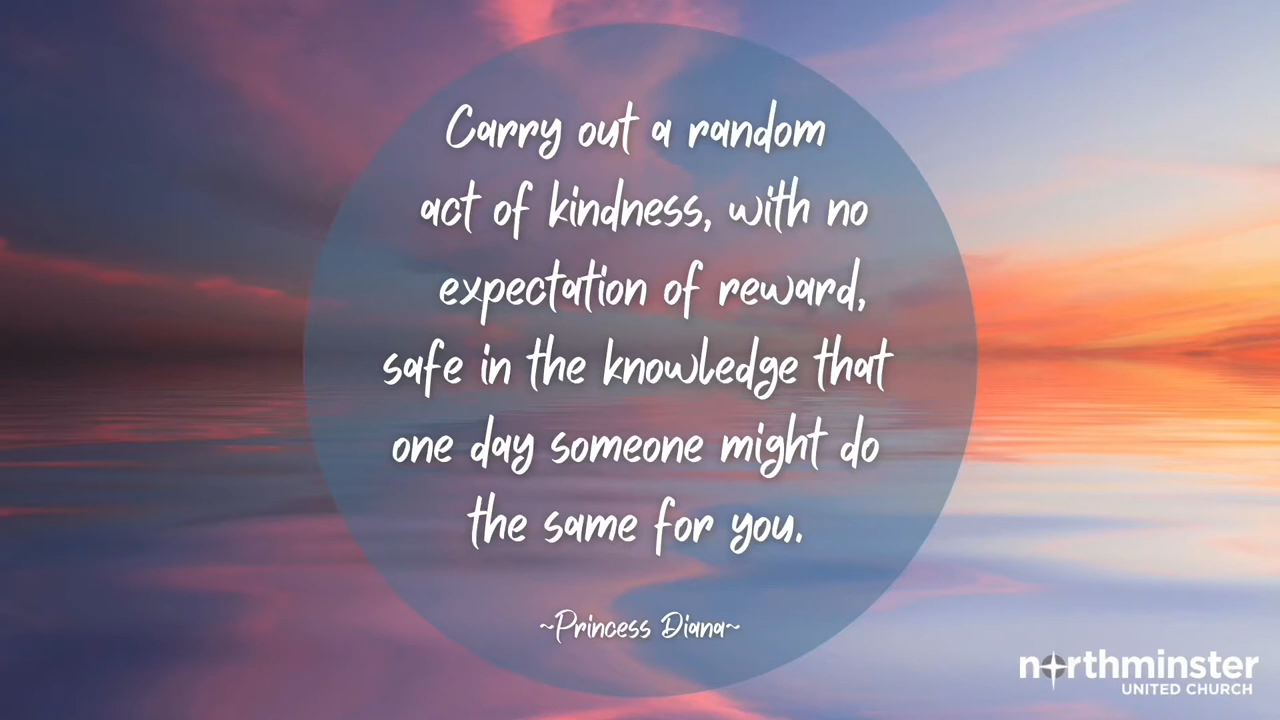 Carry out a random
act of kindness, with no
expectation of reward,
safe in the knowledge that
one day someone might do
the same for you.
~Princess Diana~
northminster
UNITED CHURCH